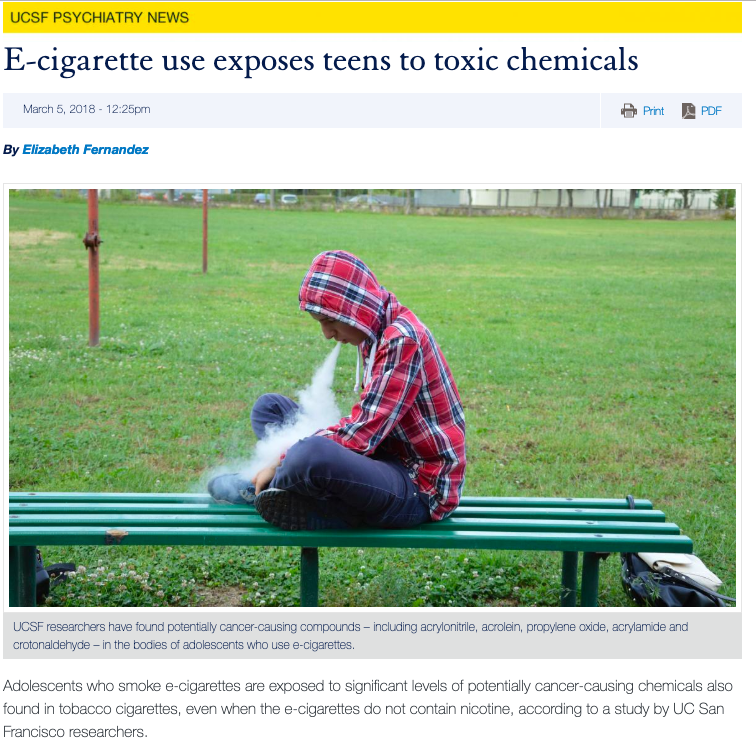 UCSF PSYCHIATRY NEWS
E-cigarette use exposes teens to toxic chemicals
March 5, 2018 - 12:25pm
Print
PDF
By Elizabeth Fernandez
UCSF researchers have found potentially cancer-causing compounds – including acrylonitrile, acrolein, propylene oxide, acrylamide and
crotonaldehyde – in the bodies of adolescents who use e-cigarettes.
Adolescents who smoke e-cigarettes are exposed to significant levels of potentially cancer-causing chemicals also
found in tobacco cigarettes, even when the e-cigarettes do not contain nicotine, according to a study by UC San
Francisco researchers.